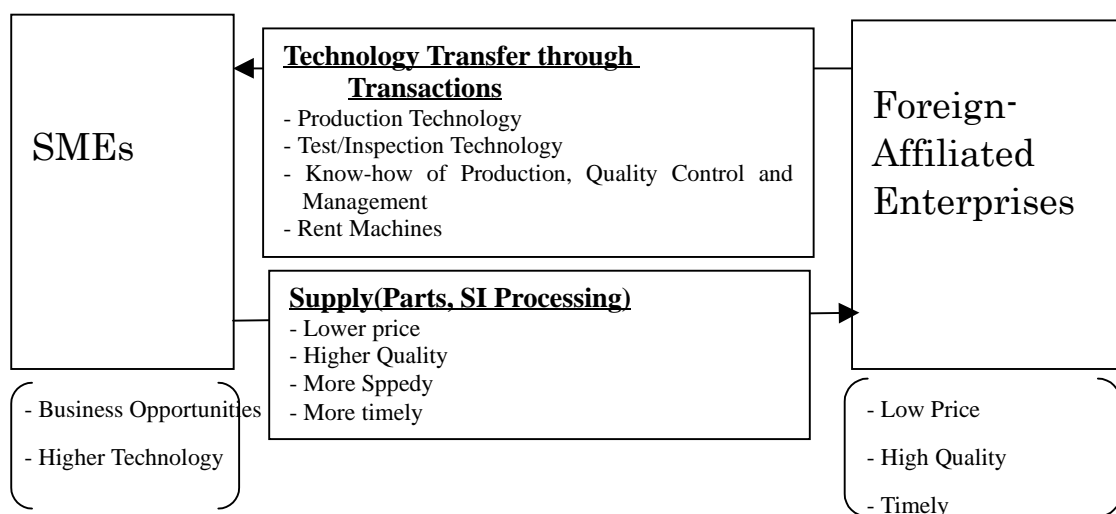 SMEs
Technology Transfer through
Transactions
- Production Technology
- Test/Inspection Technology
- Know-how of Production, Quality Control and
Management
- Rent Machines
Foreign-
Affiliated
Enterprises
Supply(Parts, SI Processing)
- Lower price
- Higher Quality
- More Sppedy
- More timely
- Business Opportunities
- Higher Technology
- Low Price
- High Quality
- Timely